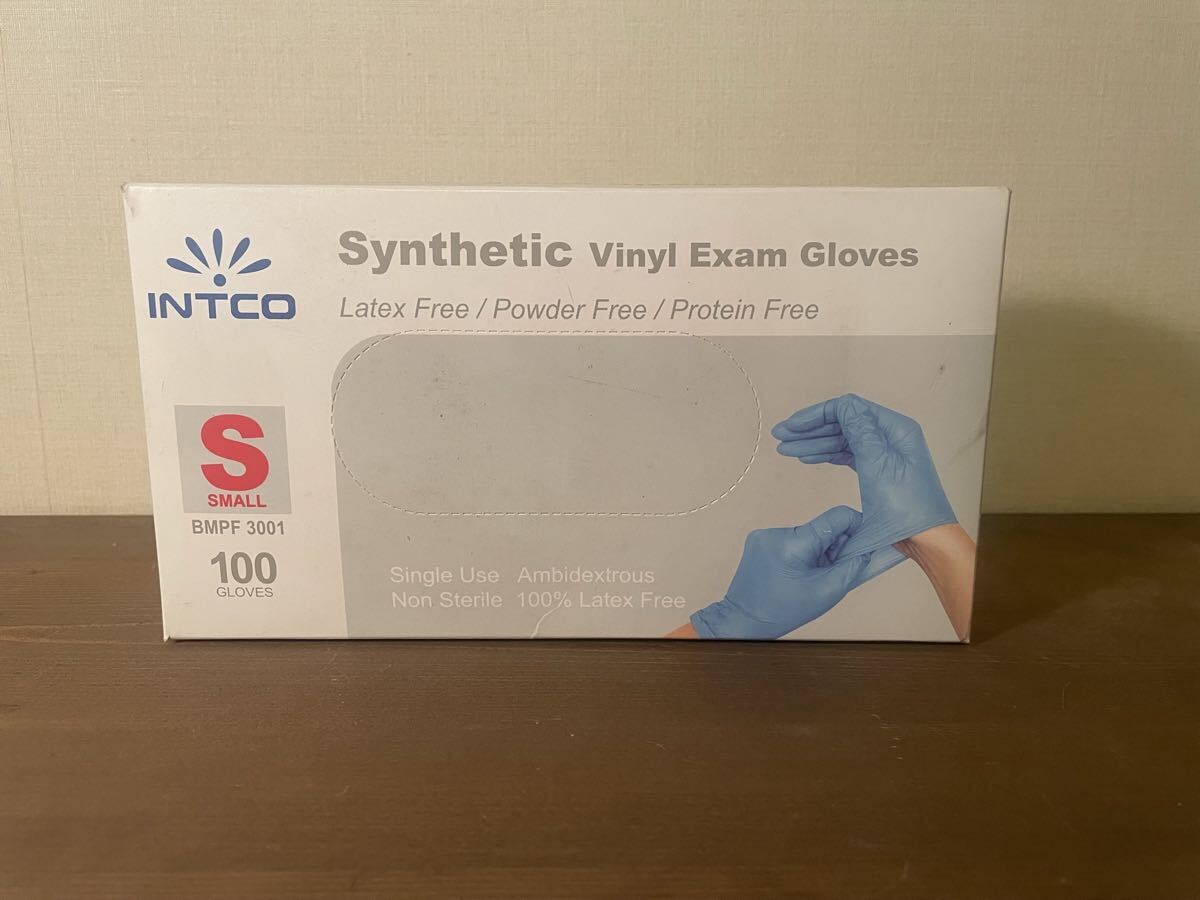 INTCO
Synthetic Vinyl Exam Gloves
Latex Free / Powder Free / Protein Free
S
SMALL
BMPF 3001
100
GLOVES
Single Use Ambidextrous
Non Sterile 100% Latex Free